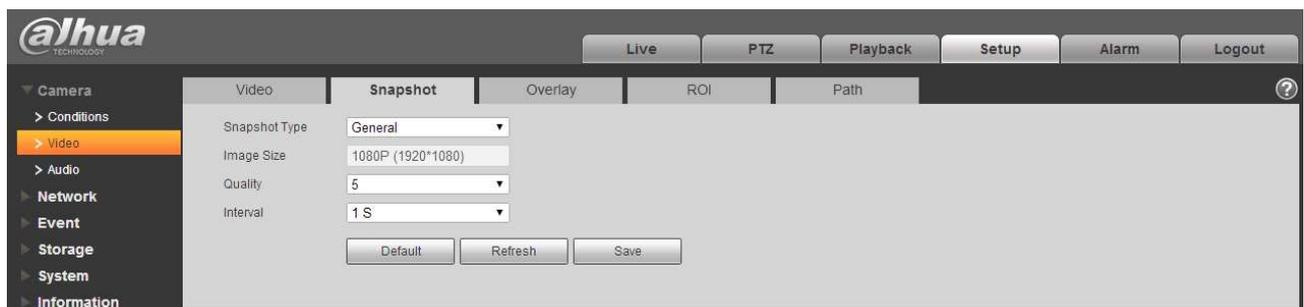 alhua
TECHNOLOGY
Live PTZ Playback Setup Alarm Logout
Camera
> Conditions
> Video
> Audio
Network
Event
Storage
System
Information
Video Snapshot Overlay ROI Path ?
Snapshot Type General
Image Size 1080P (1920*1080)
Quality 5
Interval 1 S
Default Refresh Save